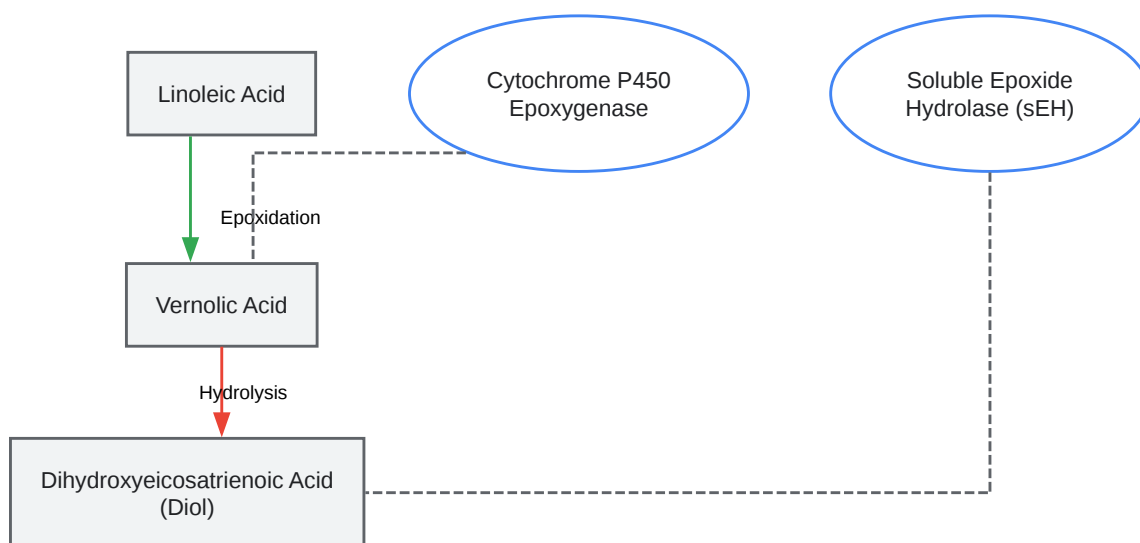 Linoleic Acid
Cytochrome P450
Epoxygenase
Soluble Epoxide
Hydrolase (sEH)
Epoxidation
Vernolic Acid
Hydrolysis
Dihydroxyeicosatrienoic Acid
(Diol)